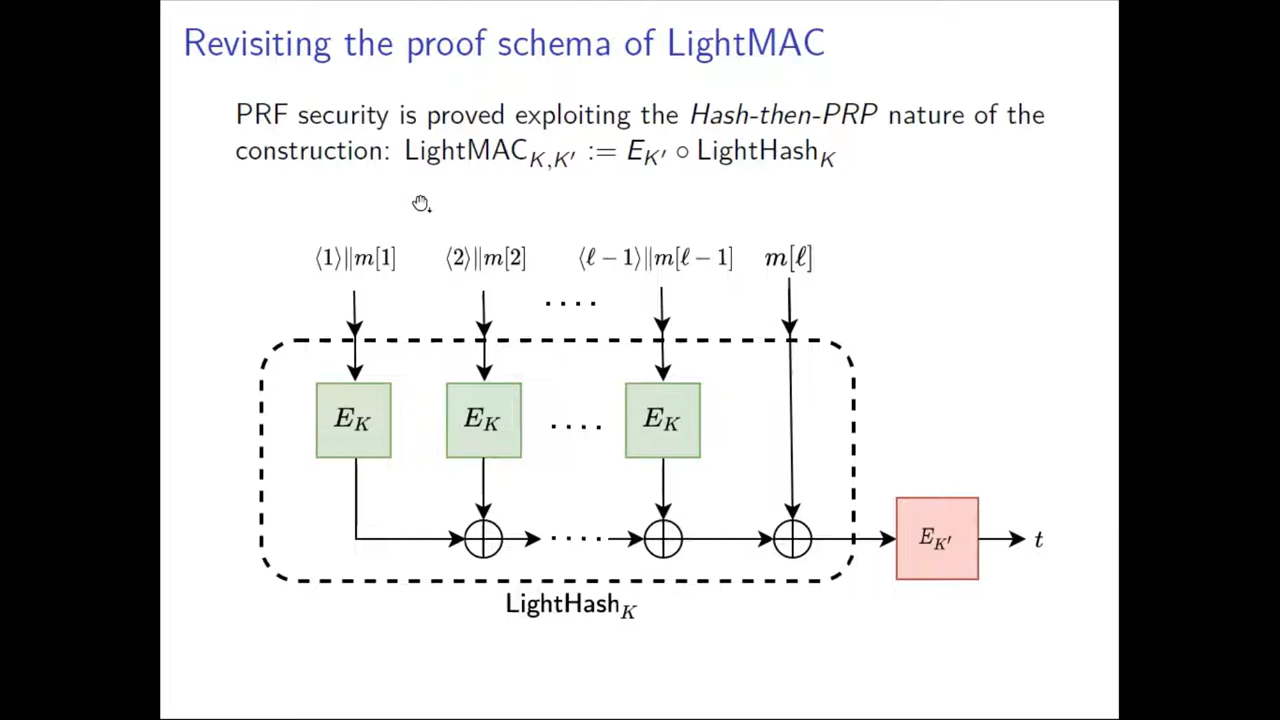 Revisiting the proof schema of LightMAC
PRF security is proved exploiting the Hash-then-PRP nature of the
construction: LightMAC_{K,K′} := E_{K′} ∘ LightHash_K
⟨1⟩||m[1] ⟨2⟩||m[2] ⟨ℓ − 1⟩||m[ℓ − 1] m[ℓ]
....
E_K E_K .... E_K
..... E_{K′} t
LightHash_K